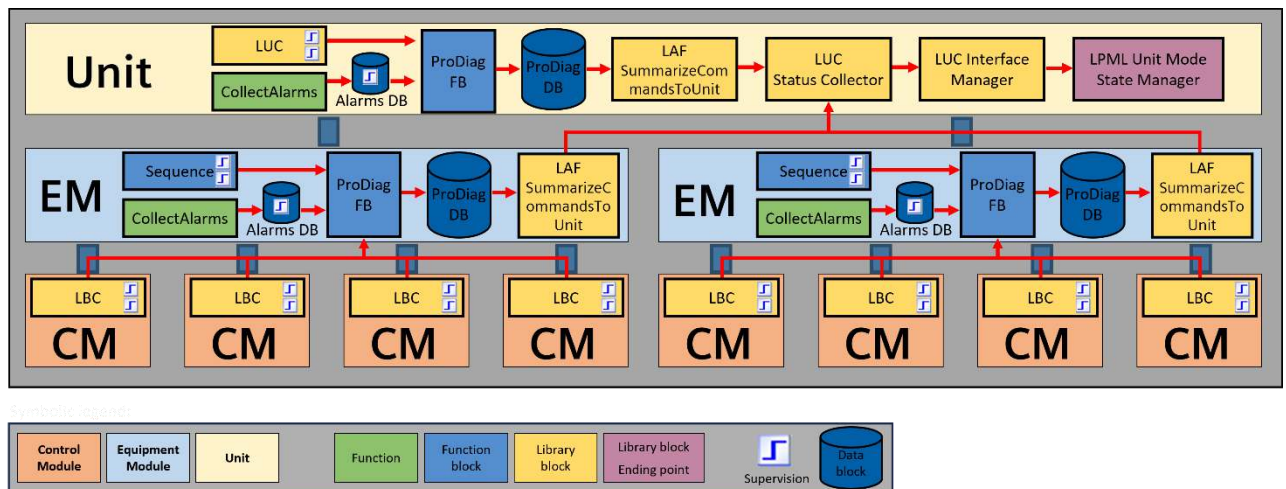 Unit
LUC
CollectAlarms
Alarms DB
ProDiag
FB
ProDiag
DB
LAF
SummarizeCom
mandsToUnit
LUC
Status Collector
LUC Interface
Manager
LPML Unit Mode
State Manager
EM
Sequence
CollectAlarms
Alarms DB
ProDiag
FB
ProDiag
DB
LAF
SummarizeC
ommandsTo
Unit
EM
Sequence
CollectAlarms
Alarms DB
ProDiag
FB
ProDiag
DB
LAF
SummarizeC
ommandsTo
Unit
LBC
LBC
LBC
LBC
LBC
LBC
LBC
LBC
CM
CM
CM
CM
CM
CM
CM
CM
Symbolic legend:
Control
Module
Equipment
Module
Unit
Function
Function
block
Library
block
Library block
Ending point
Supervision
Data
block